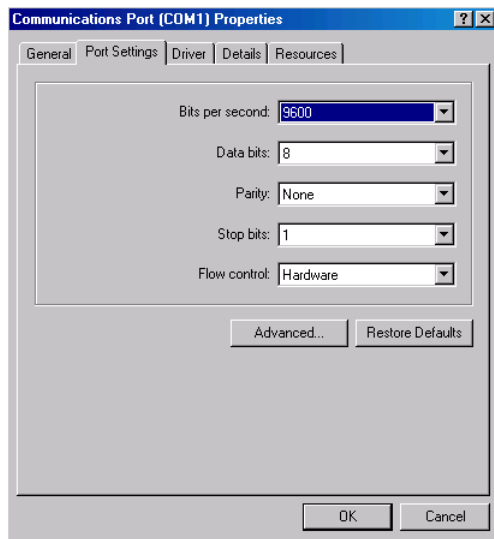 Communications Port (COM1) Properties
General Port Settings Driver Details Resources
Bits per second: 9600
Data bits: 8
Parity: None
Stop bits: 1
Flow control: Hardware
Advanced... Restore Defaults
OK Cancel